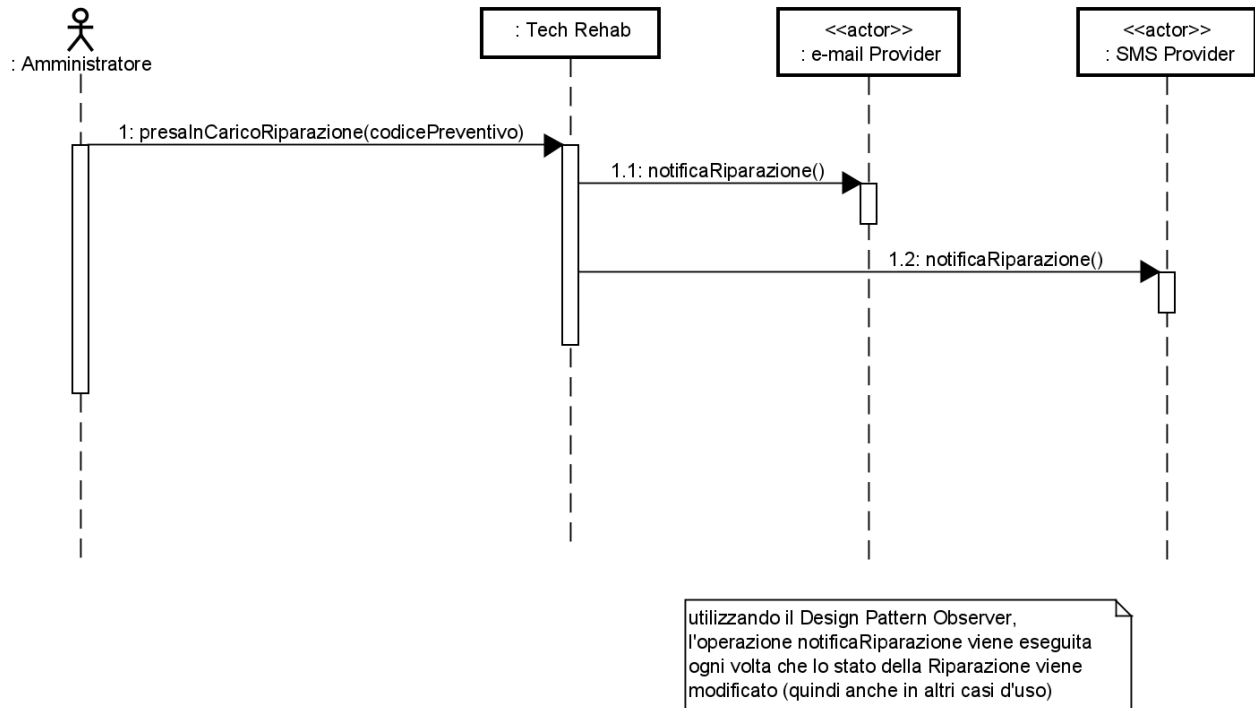 : Amministratore
: Tech Rehab
<<actor>>
: e-mail Provider
<<actor>>
: SMS Provider
1: presaInCaricoRiparazione(codicePreventivo)
1.1: notificaRiparazione()
1.2: notificaRiparazione()
utilizzando il Design Pattern Observer,
l'operazione notificaRiparazione viene eseguita
ogni volta che lo stato della Riparazione viene
modificato (quindi anche in altri casi d'uso)